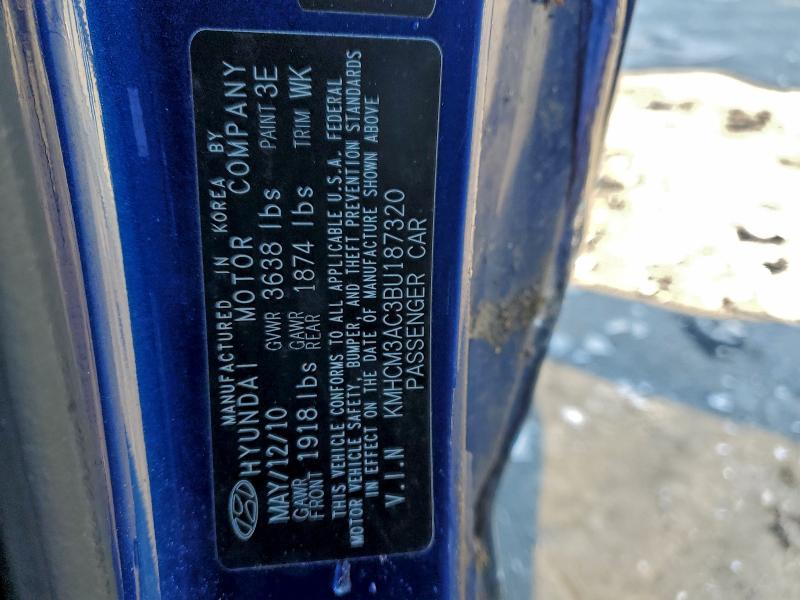 MANUFACTURED IN KOREA BY
HYUNDAI MOTOR COMPANY
MAY/12/10 GVWR 3638 lbs PAINT 3E
GAWR FRONT 1918 lbs GAWR REAR 1874 lbs TRIM WK
THIS VEHICLE CONFORMS TO ALL APPLICABLE U.S.A. FEDERAL
MOTOR VEHICLE SAFETY, BUMPER, AND THEFT PREVENTION STANDARDS
IN EFFECT ON THE DATE OF MANUFACTURE SHOWN ABOVE
V.I.N KMHCM3AC3BU187320
PASSENGER CAR